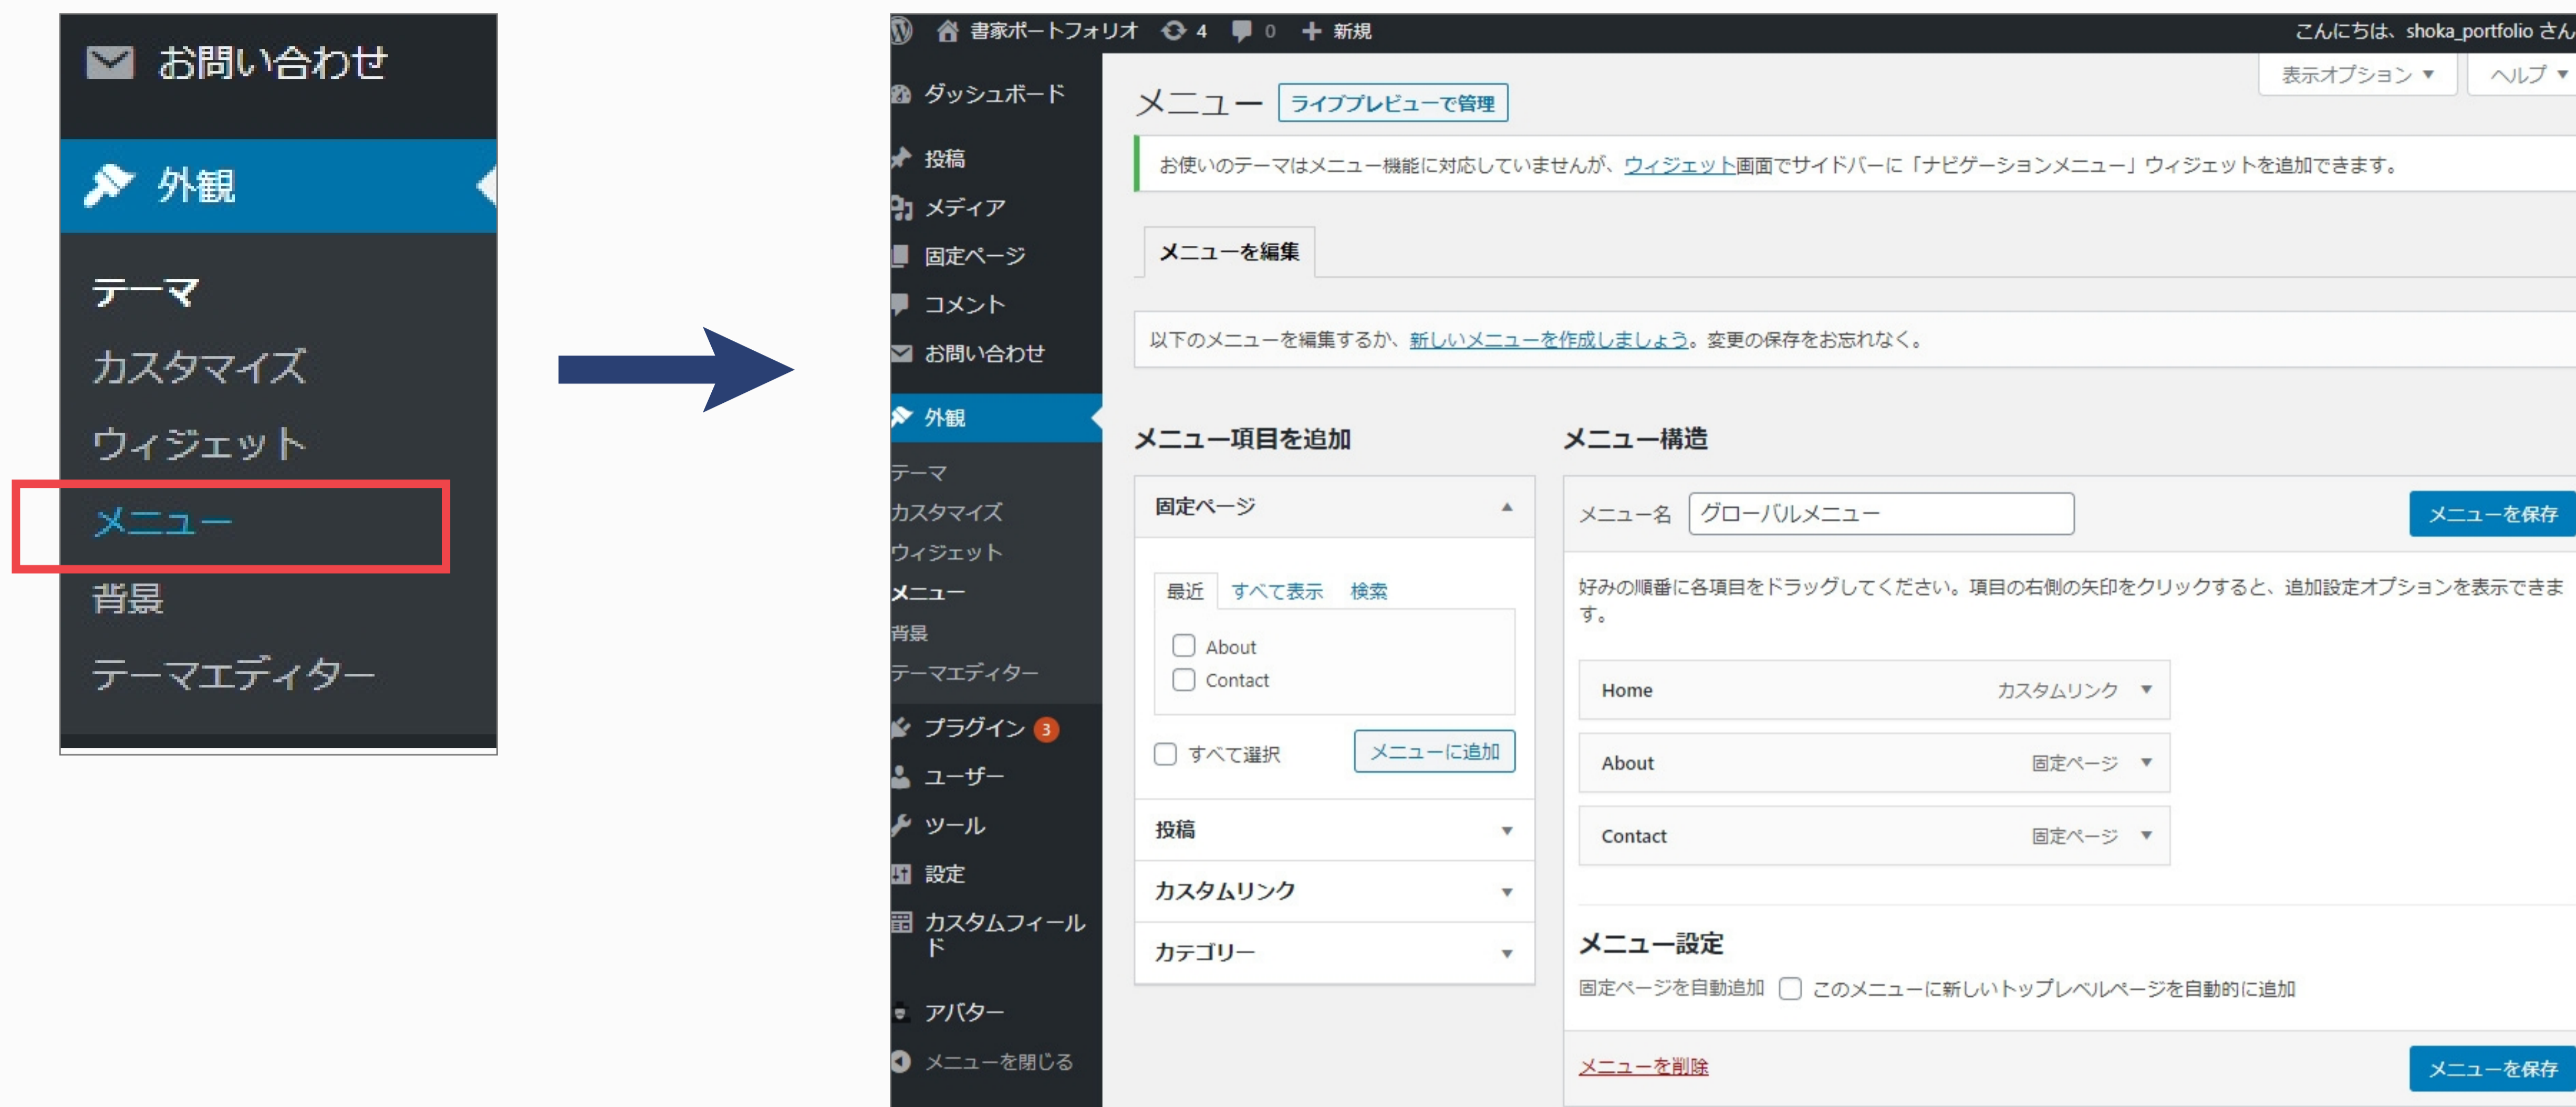 お問い合わせ
外観
テーマ
カスタマイズ
ウィジェット
メニュー
背景
テーマエディター
書家ポートフォリオ 4 0 新規
こんにちは、shoka_portfolio さん
ダッシュボード
投稿
メディア
固定ページ
コメント
お問い合わせ
外観
テーマ
カスタマイズ
ウィジェット
メニュー
背景
テーマエディター
プラグイン 3
ユーザー
ツール
設定
カスタムフィール
ド
アバター
メニューを閉じる
表示オプション ▼
ヘルプ ▼
メニュー ライブプレビューで管理
お使いのテーマはメニュー機能に対応していませんが、ウィジェット画面でサイドバーに「ナビゲーションメニュー」ウィジェットを追加できます。
メニューを編集
以下のメニューを編集するか、新しいメニューを作成しましょう。変更の保存をお忘れなく。
メニュー項目を追加
固定ページ
最近 すべて表示 検索
About
Contact
すべて選択 メニューに追加
投稿
カスタムリンク
カテゴリー
メニュー構造
メニュー名 グローバルメニュー メニューを保存
好みの順番に各項目をドラッグしてください。項目の右側の矢印をクリックすると、追加設定オプションを表示できま
す。
Home カスタムリンク
About 固定ページ
Contact 固定ページ
メニュー設定
固定ページを自動追加 このメニューに新しいトップレベルページを自動的に追加
メニューを削除 メニューを保存